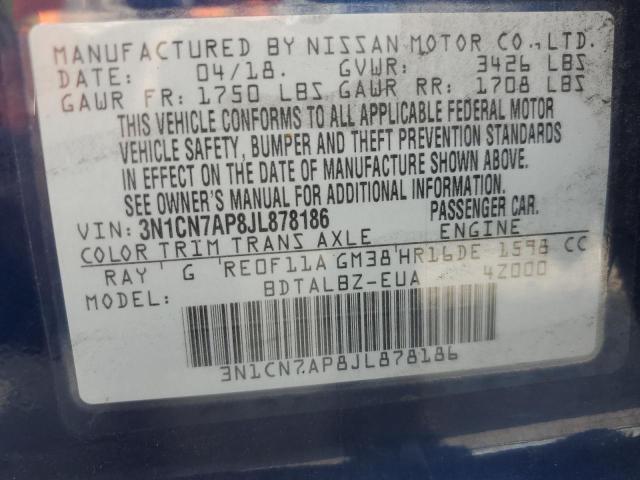 MANUFACTURED BY NISSAN MOTOR CO., LTD.
DATE: 04/18. GVWR: 3426 LBS
GAWR FR: 1750 LBS GAWR RR: 1708 LBS
THIS VEHICLE CONFORMS TO ALL APPLICABLE FEDERAL MOTOR
VEHICLE SAFETY, BUMPER AND THEFT PREVENTION STANDARDS
IN EFFECT ON THE DATE OF MANUFACTURE SHOWN ABOVE.
SEE OWNER'S MANUAL FOR ADDITIONAL INFORMATION
VIN: 3N1CN7AP8JL878186 PASSENGER CAR.
COLOR TRIM TRANS AXLE ENGINE
RAY G RE0F11A GM38 HR16DE 1598 CC
MODEL: BDTALBZ-EUA 4Z000
3N1CN7AP8JL878186